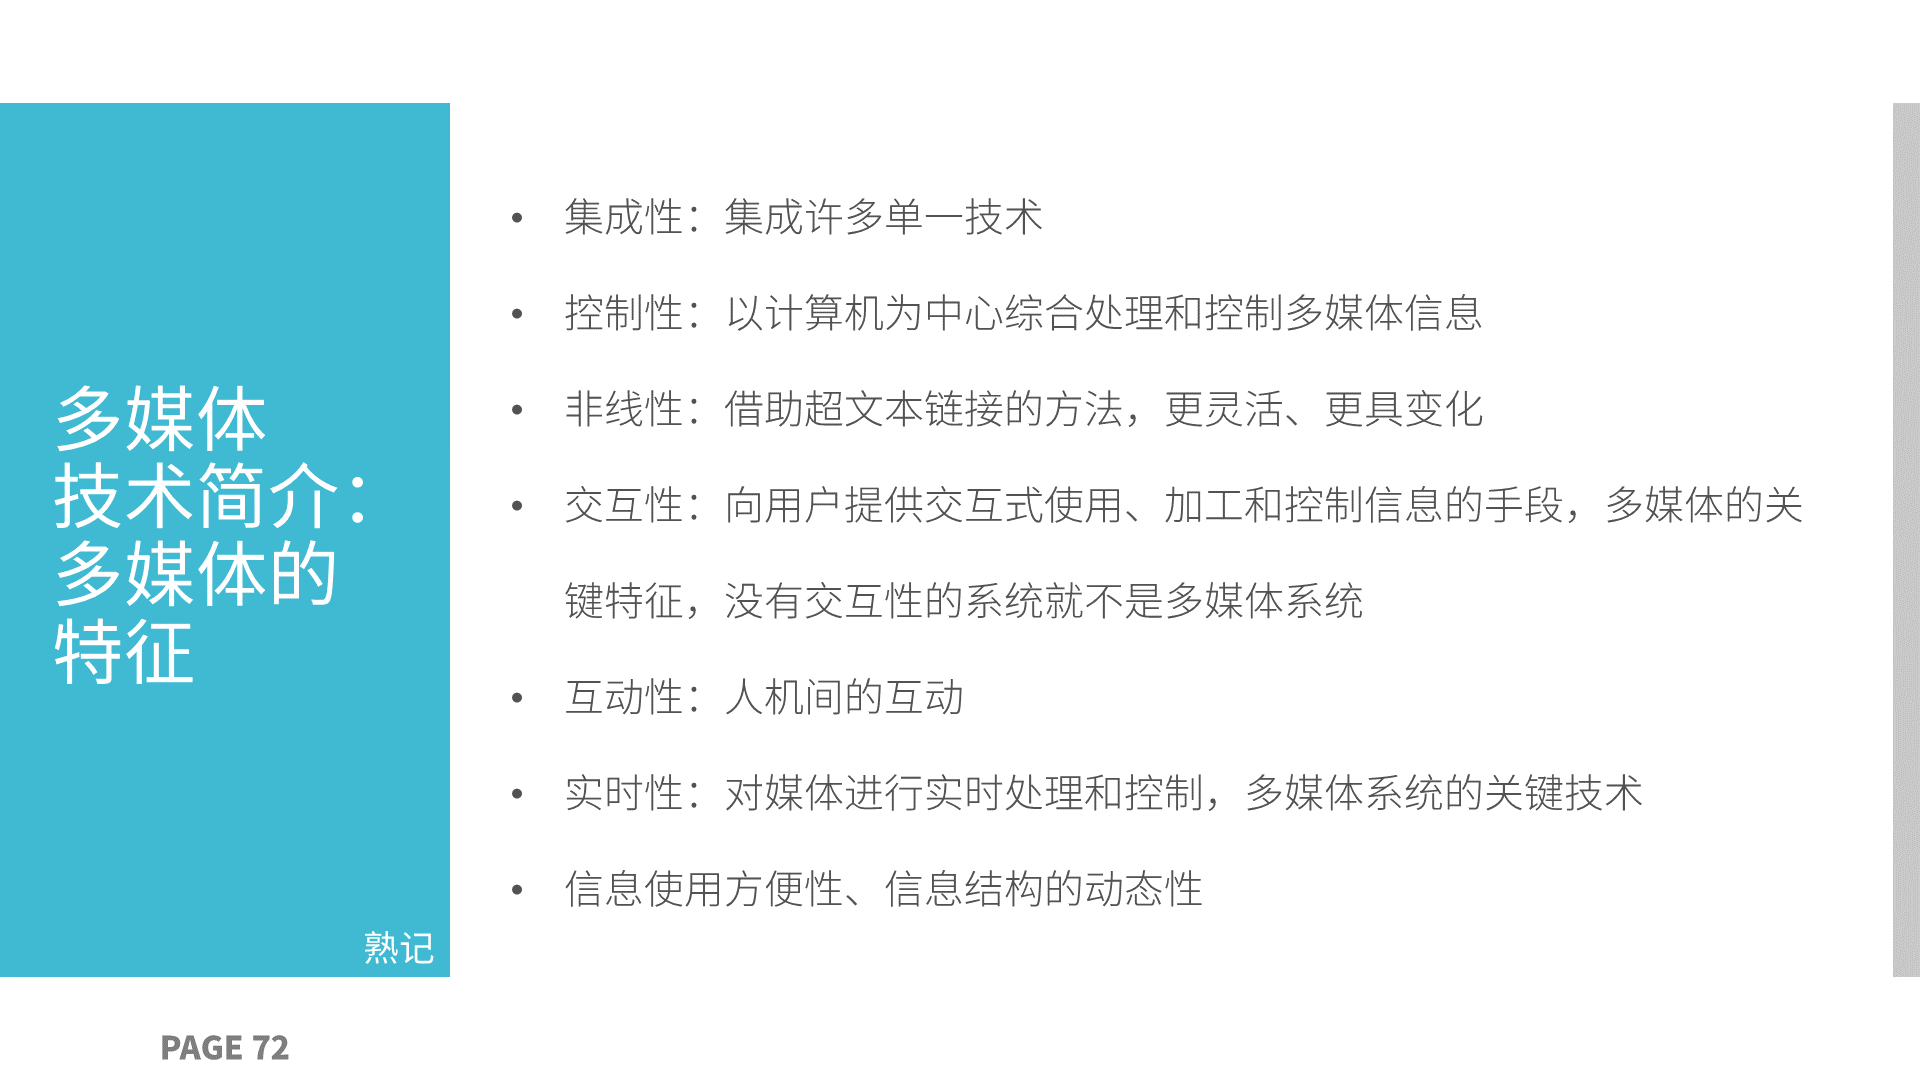 多媒体
技术简介：
多媒体的
特征
熟记
• 集成性：集成许多单一技术
• 控制性：以计算机为中心综合处理和控制多媒体信息
• 非线性：借助超文本链接的方法，更灵活、更具变化
• 交互性：向用户提供交互式使用、加工和控制信息的手段，多媒体的关
键特征，没有交互性的系统就不是多媒体系统
• 互动性：人机间的互动
• 实时性：对媒体进行实时处理和控制，多媒体系统的关键技术
• 信息使用方便性、信息结构的动态性
PAGE 72